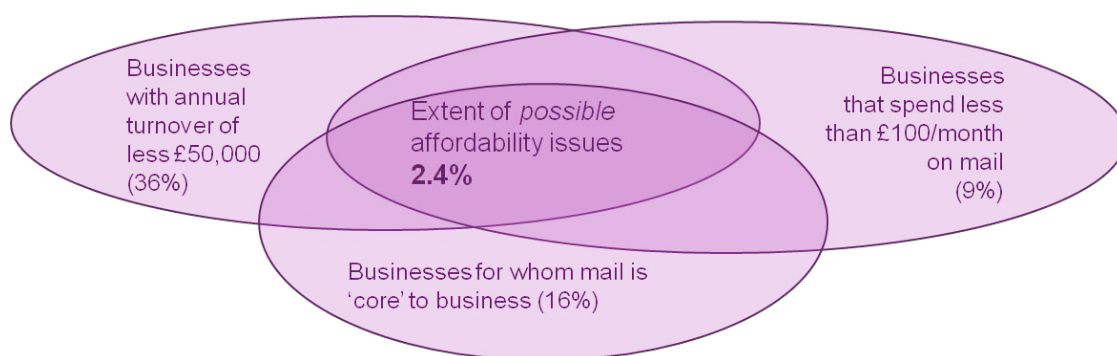 Businesses
with annual
turnover of
less £50,000
(36%)
Extent of possible
affordability issues
2.4%
Businesses
that spend less
than £100/month
on mail
(9%)
Businesses for whom mail is
‘core’ to business (16%)